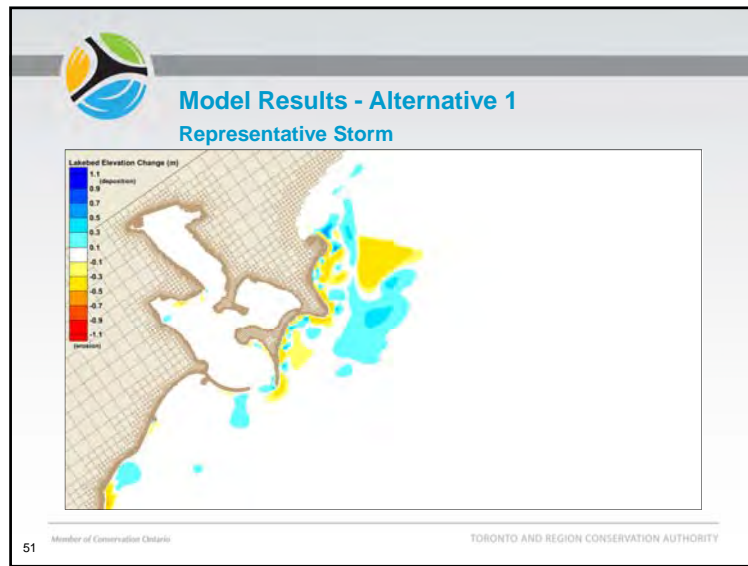 Model Results - Alternative 1
Representative Storm
Lakebed Elevation Change (m)
1.1
(deposition)
0.9
0.7
0.5
0.3
0.1
-0.1
-0.3
-0.5
-0.7
-0.9
-1.1
(erosion)
Member of Conservation Ontario
TORONTO AND REGION CONSERVATION AUTHORITY
51